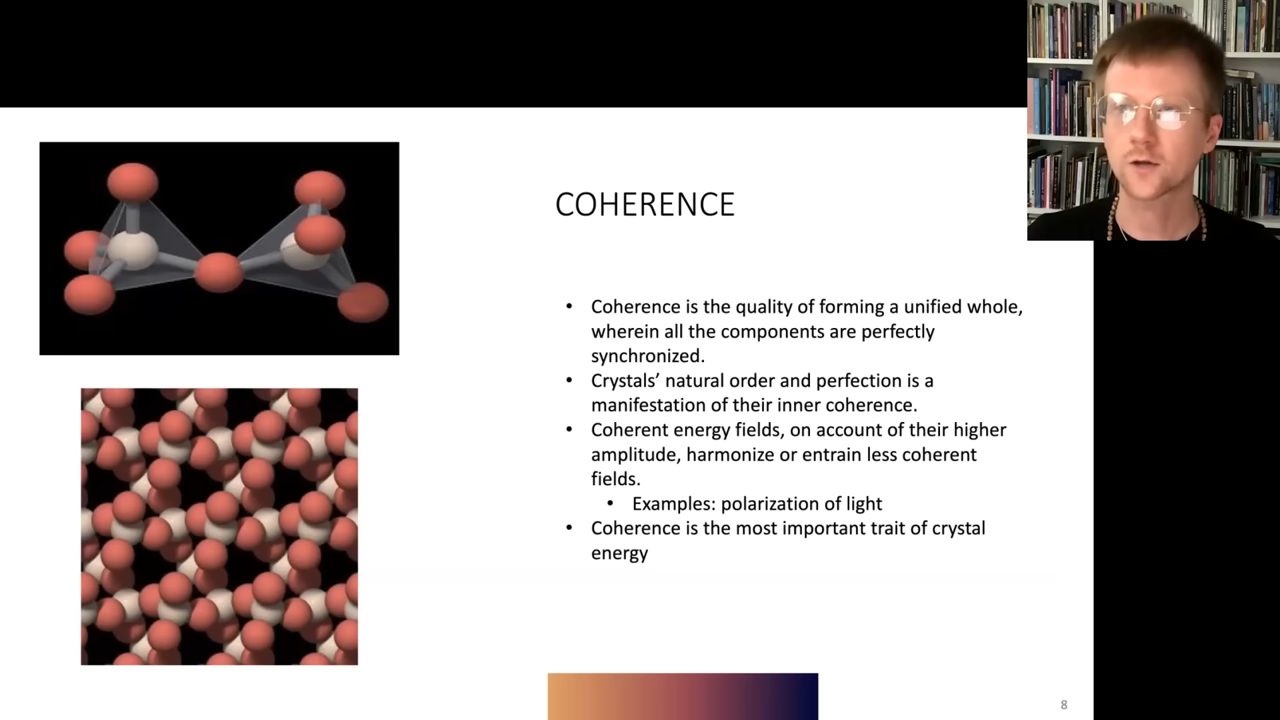 COHERENCE
• Coherence is the quality of forming a unified whole,
wherein all the components are perfectly
synchronized.
• Crystals’ natural order and perfection is a
manifestation of their inner coherence.
• Coherent energy fields, on account of their higher
amplitude, harmonize or entrain less coherent
fields.
• Examples: polarization of light
• Coherence is the most important trait of crystal
energy
8